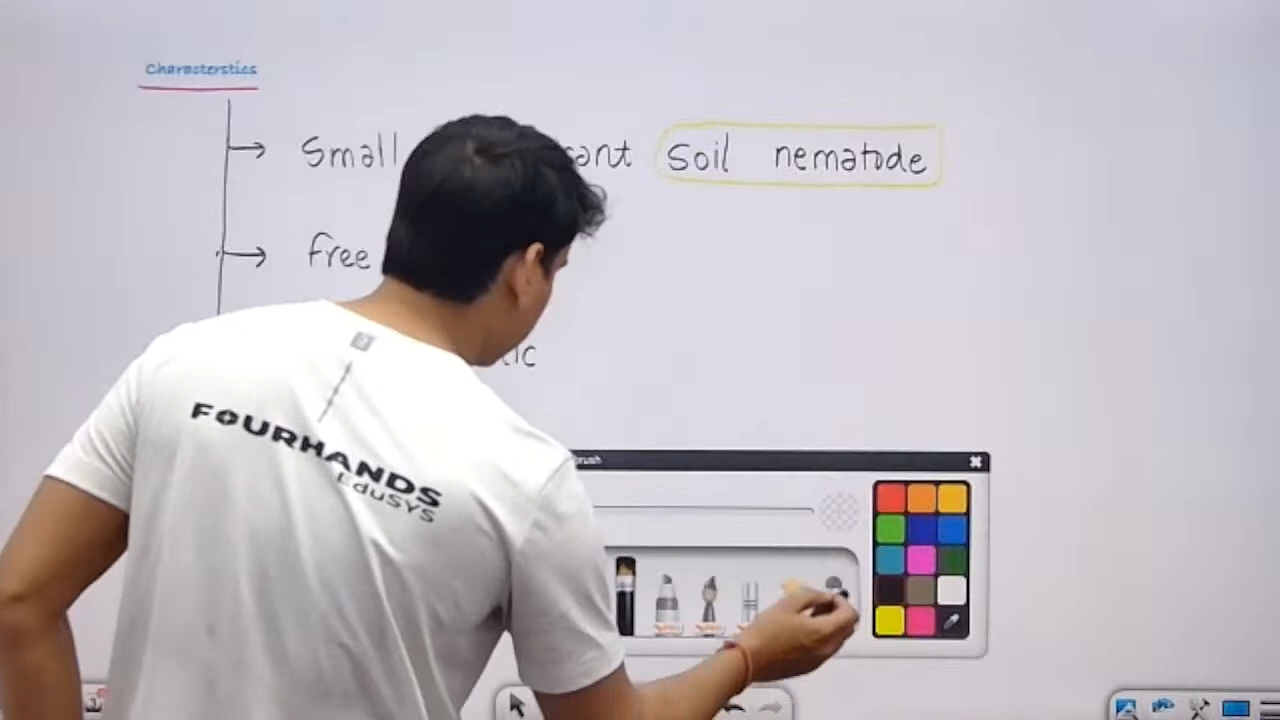 Characterstics
Small
Soil nematode
free
FOURHANDS
EduSYS